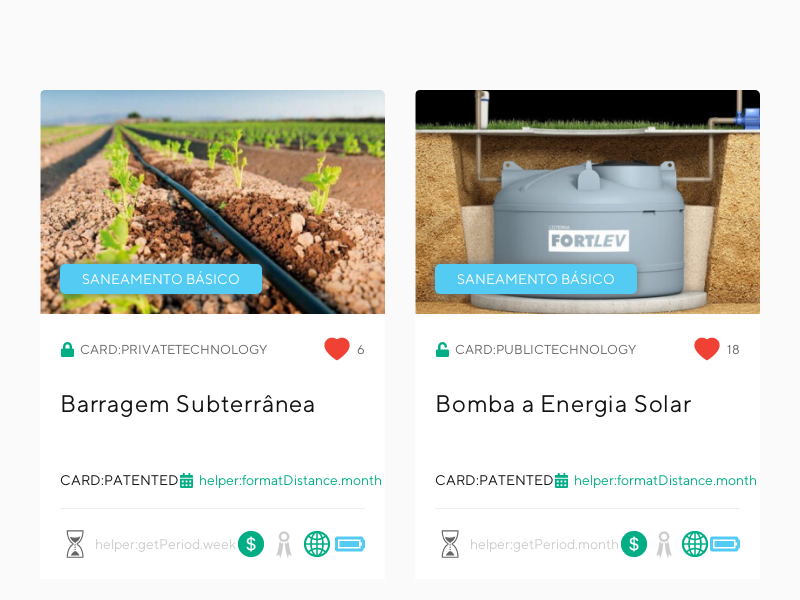 SANEAMENTO BÁSICO
CARD:PRIVATETECHNOLOGY 6
Barragem Subterrânea
CARD:PATENTED helper:formatDistance.month
helper:getPeriod.week $
CISTERNA
FORTLEV
SANEAMENTO BÁSICO
CARD:PUBLICTECHNOLOGY 18
Bomba a Energia Solar
CARD:PATENTED helper:formatDistance.month
helper:getPeriod.month $